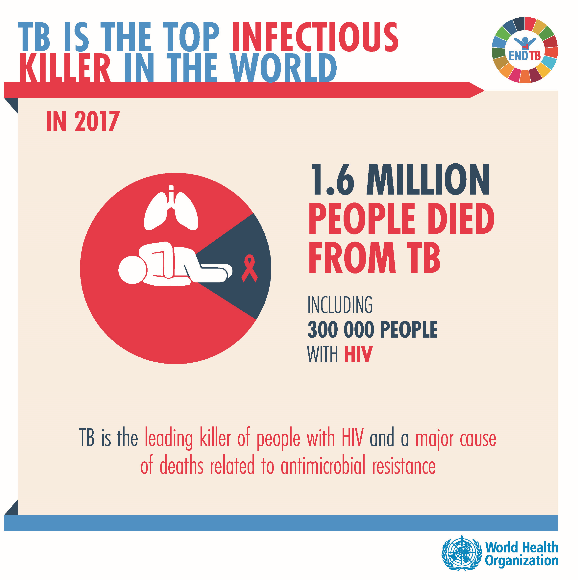 TB IS THE TOP INFECTIOUS
KILLER IN THE WORLD
END TB
IN 2017
1.6 MILLION
PEOPLE DIED
FROM TB
INCLUDING
300 000 PEOPLE
WITH HIV
TB is the leading killer of people with HIV and a major cause
of deaths related to antimicrobial resistance
World Health
Organization